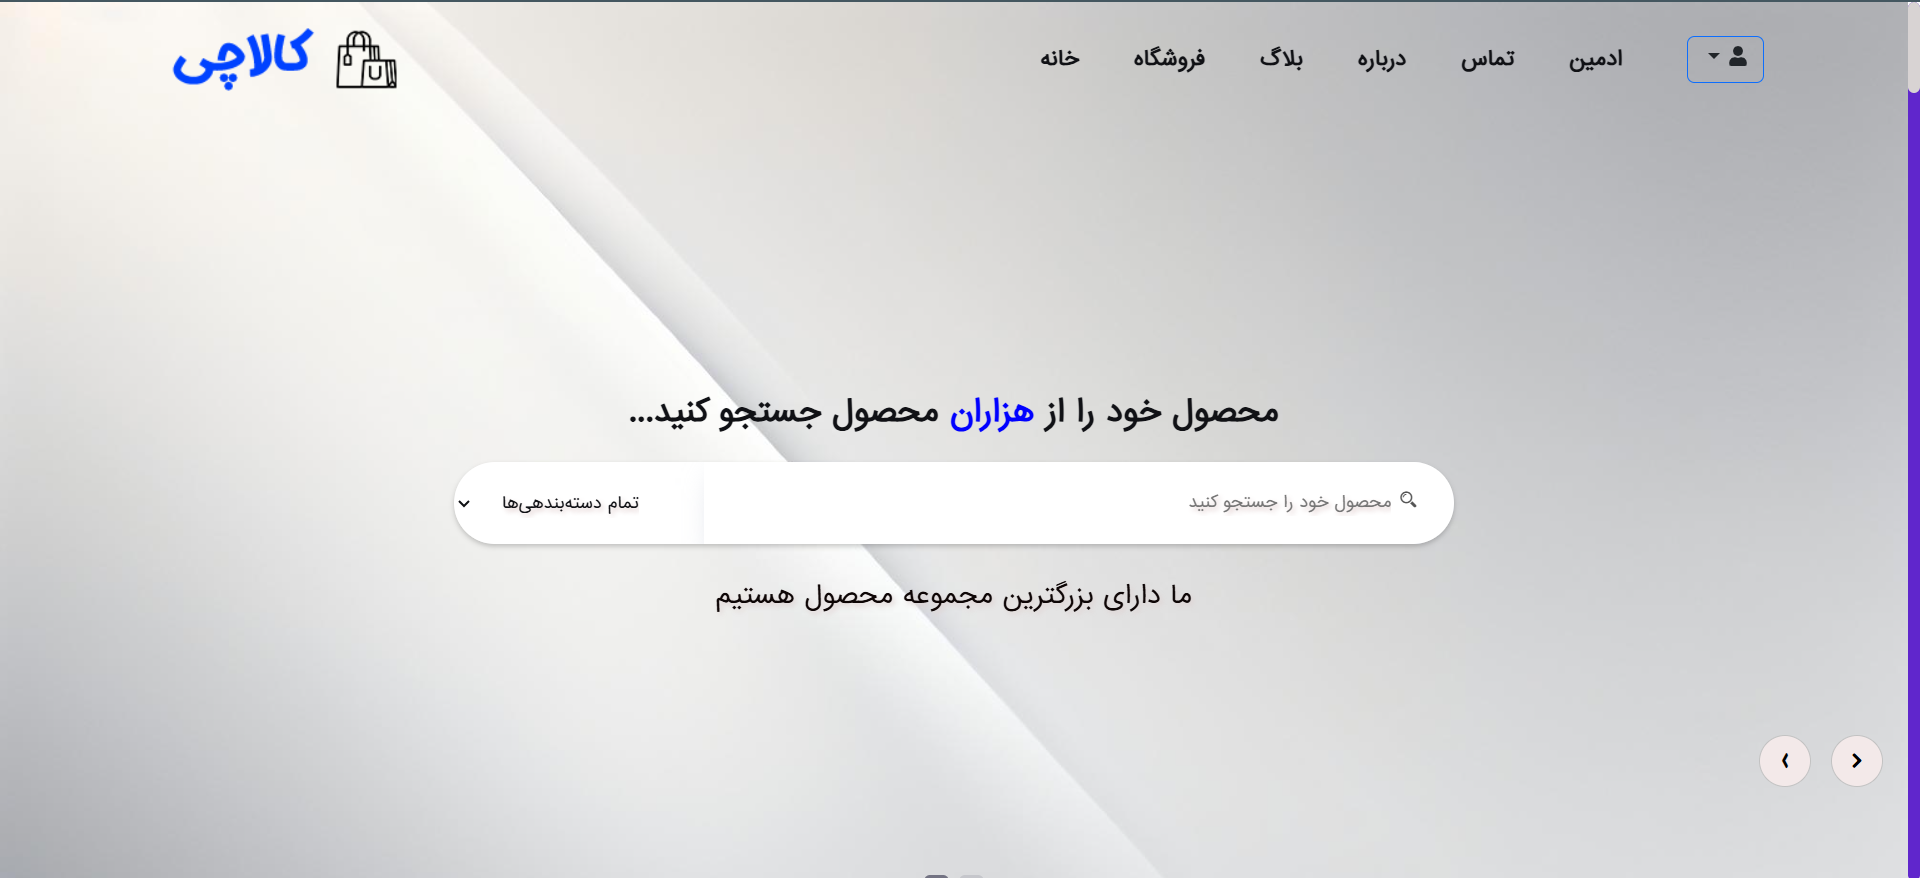 ادمین
تماس
درباره
بلاگ
فروشگاه
خانه
کالاچی
محصول خود را از هزاران محصول جستجو کنید...
محصول خود را جستجو کنید
تمام دسته‌بندهی‌ها
ما دارای بزرگترین مجموعه محصول هستیم